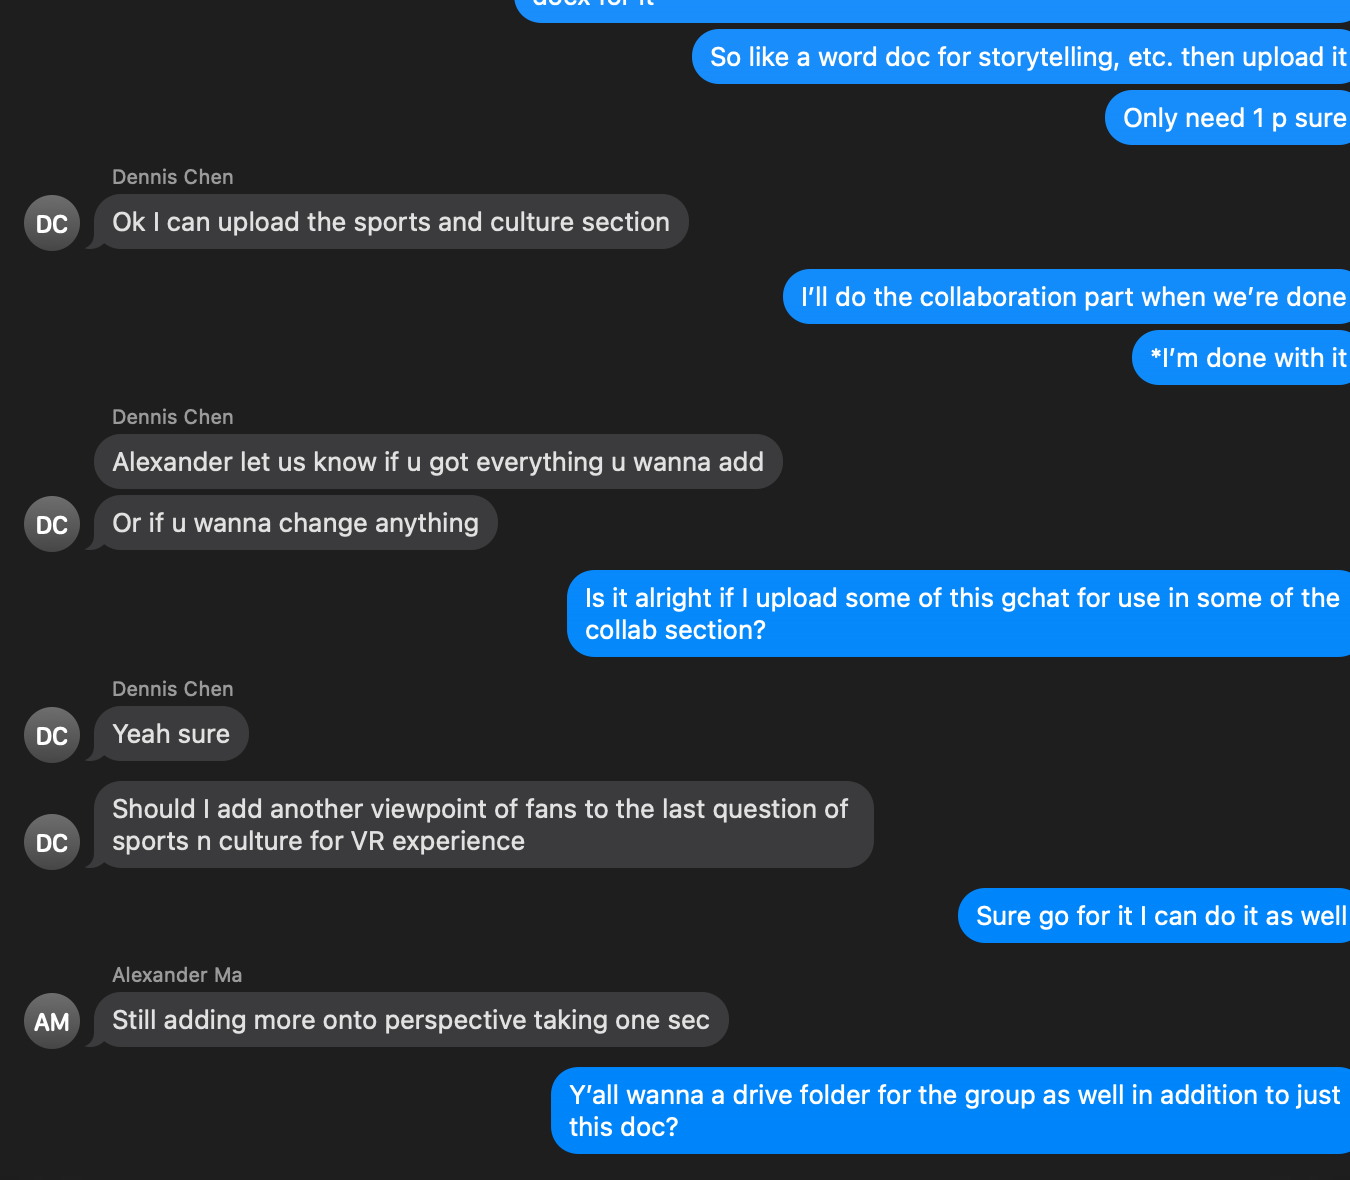 docx for it
So like a word doc for storytelling, etc. then upload it
Only need 1 p sure
Dennis Chen
DC
Ok I can upload the sports and culture section
I’ll do the collaboration part when we’re done
*I’m done with it
Dennis Chen
Alexander let us know if u got everything u wanna add
DC
Or if u wanna change anything
Is it alright if I upload some of this gchat for use in some of the
collab section?
Dennis Chen
DC
Yeah sure
Should I add another viewpoint of fans to the last question of
sports n culture for VR experience
DC
Sure go for it I can do it as well
Alexander Ma
AM
Still adding more onto perspective taking one sec
Y’all wanna a drive folder for the group as well in addition to just
this doc?